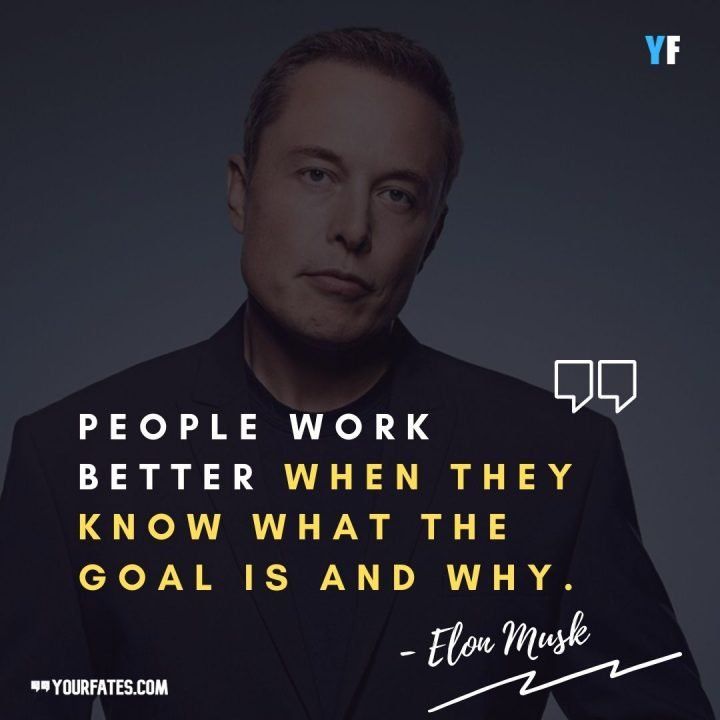 YF
PEOPLE WORK
BETTER WHEN THEY
KNOW WHAT THE
GOAL IS AND WHY.
- Elon Musk
YOURFATES.COM